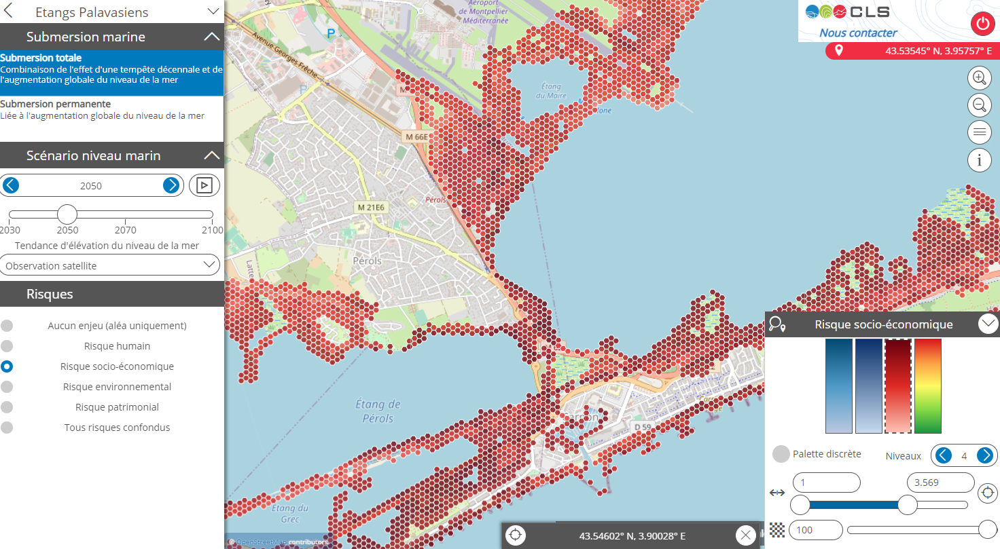 Etangs Palavasiens
Submersion marine
Submersion totale
Combinaison de l'effet d'une tempête décennale et de
l'augmentation globale du niveau de la mer
Submersion permanente
Liée à l'augmentation globale du niveau de la mer
Scénario niveau marin
2050
2030 2050 2070 2100
Tendance d'élévation du niveau de la mer
Observation satellite
Risques
Aucun enjeu (aléa uniquement)
Risque humain
Risque socio-économique
Risque environnemental
Risque patrimonial
Tous risques confondus
Aéroport
de Montpellier
Méditerranée
P
Avenue Georges Frêche
P
M
Étang
du Maire
M 66E
Pérols
M 21E6
Pérols
Latte
Étang de
Pérols
D 59
Étang du
Grec
© OpenStreetMap contributors.
43.54602° N, 3.90028° E
CLS
Nous contacter
43.53545° N, 3.95757° E
i
Risque socio-économique
Palette discrète
Niveaux
4
1
3.569
100